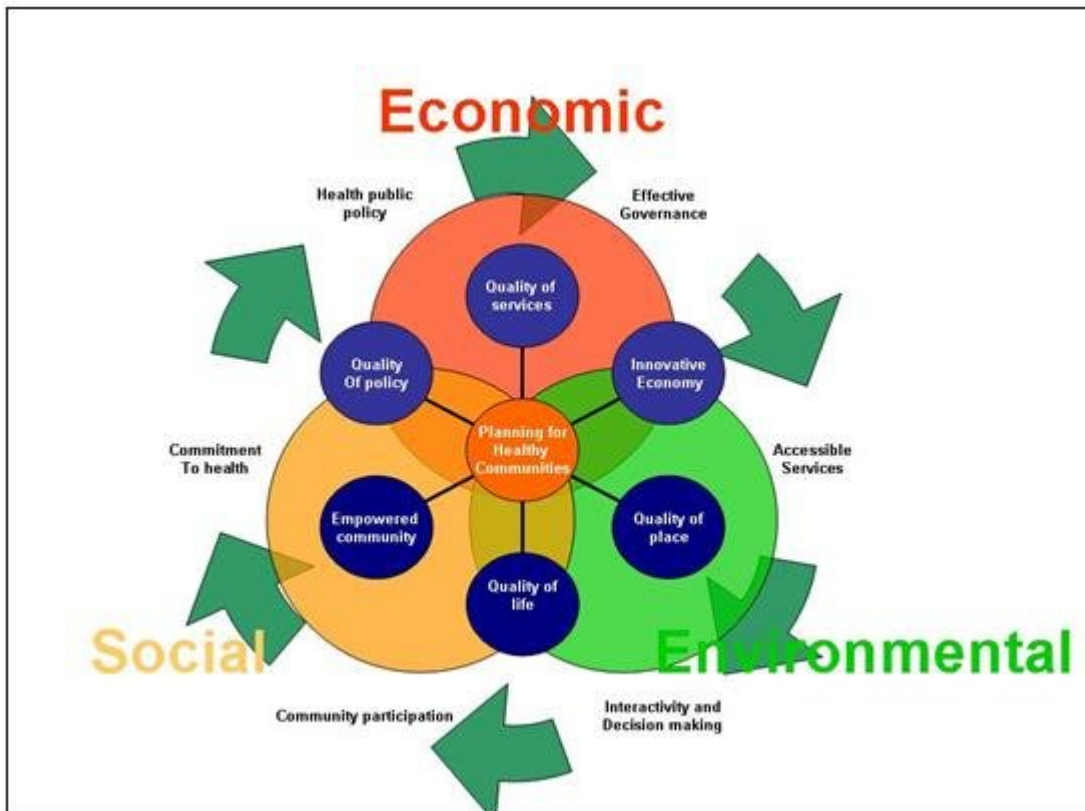 Economic
Health public
policy
Effective
Governance
Quality of
services
Quality
Of policy
Innovative
Economy
Planning for
Healthy
Communities
Commitment
To health
Accessible
Services
Empowered
community
Quality of
place
Quality of
life
Social
Environmental
Community participation
Interactivity and
Decision making